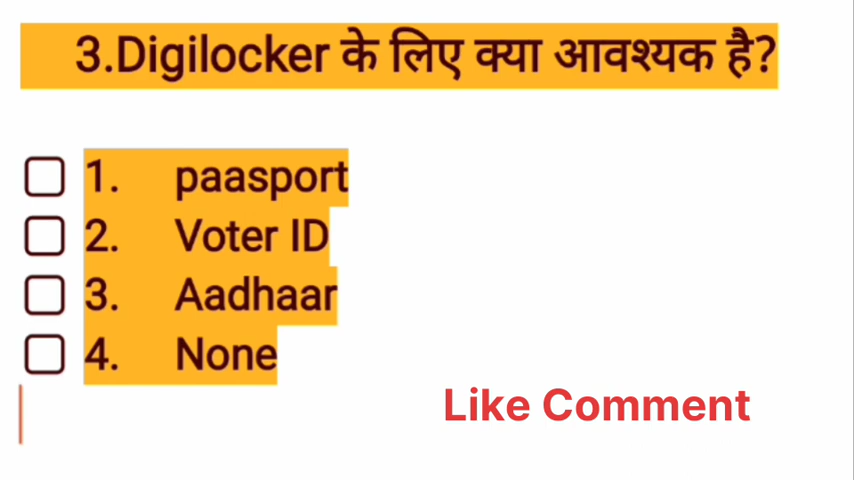 3.Digilocker के लिए क्या आवश्यक है?
1. paasport
2. Voter ID
3. Aadhaar
4. None
Like Comment